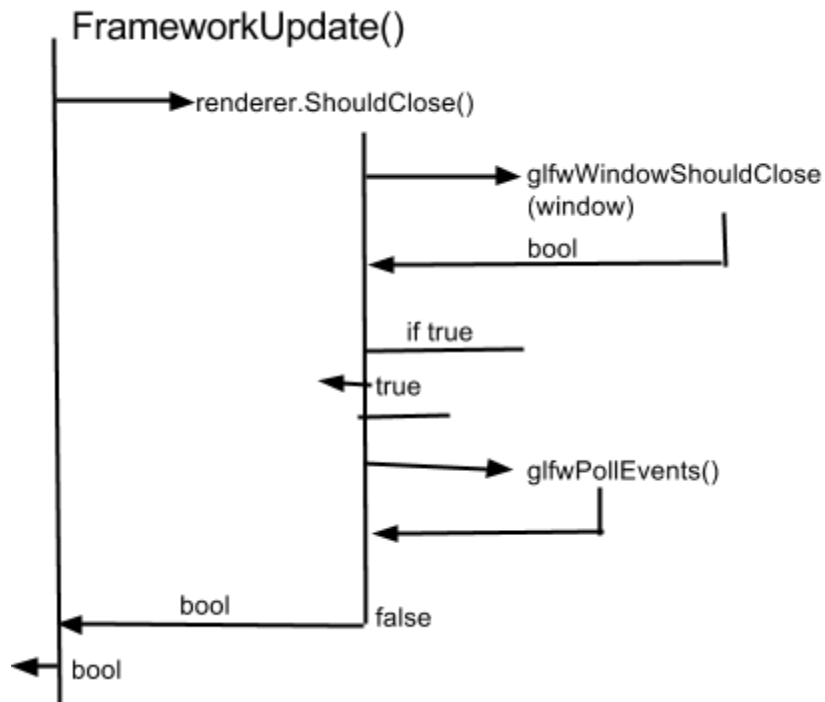 FrameworkUpdate()
renderer.ShouldClose()
glfwWindowShouldClose
(window)
bool
if true
true
glfwPollEvents()
bool
false
bool